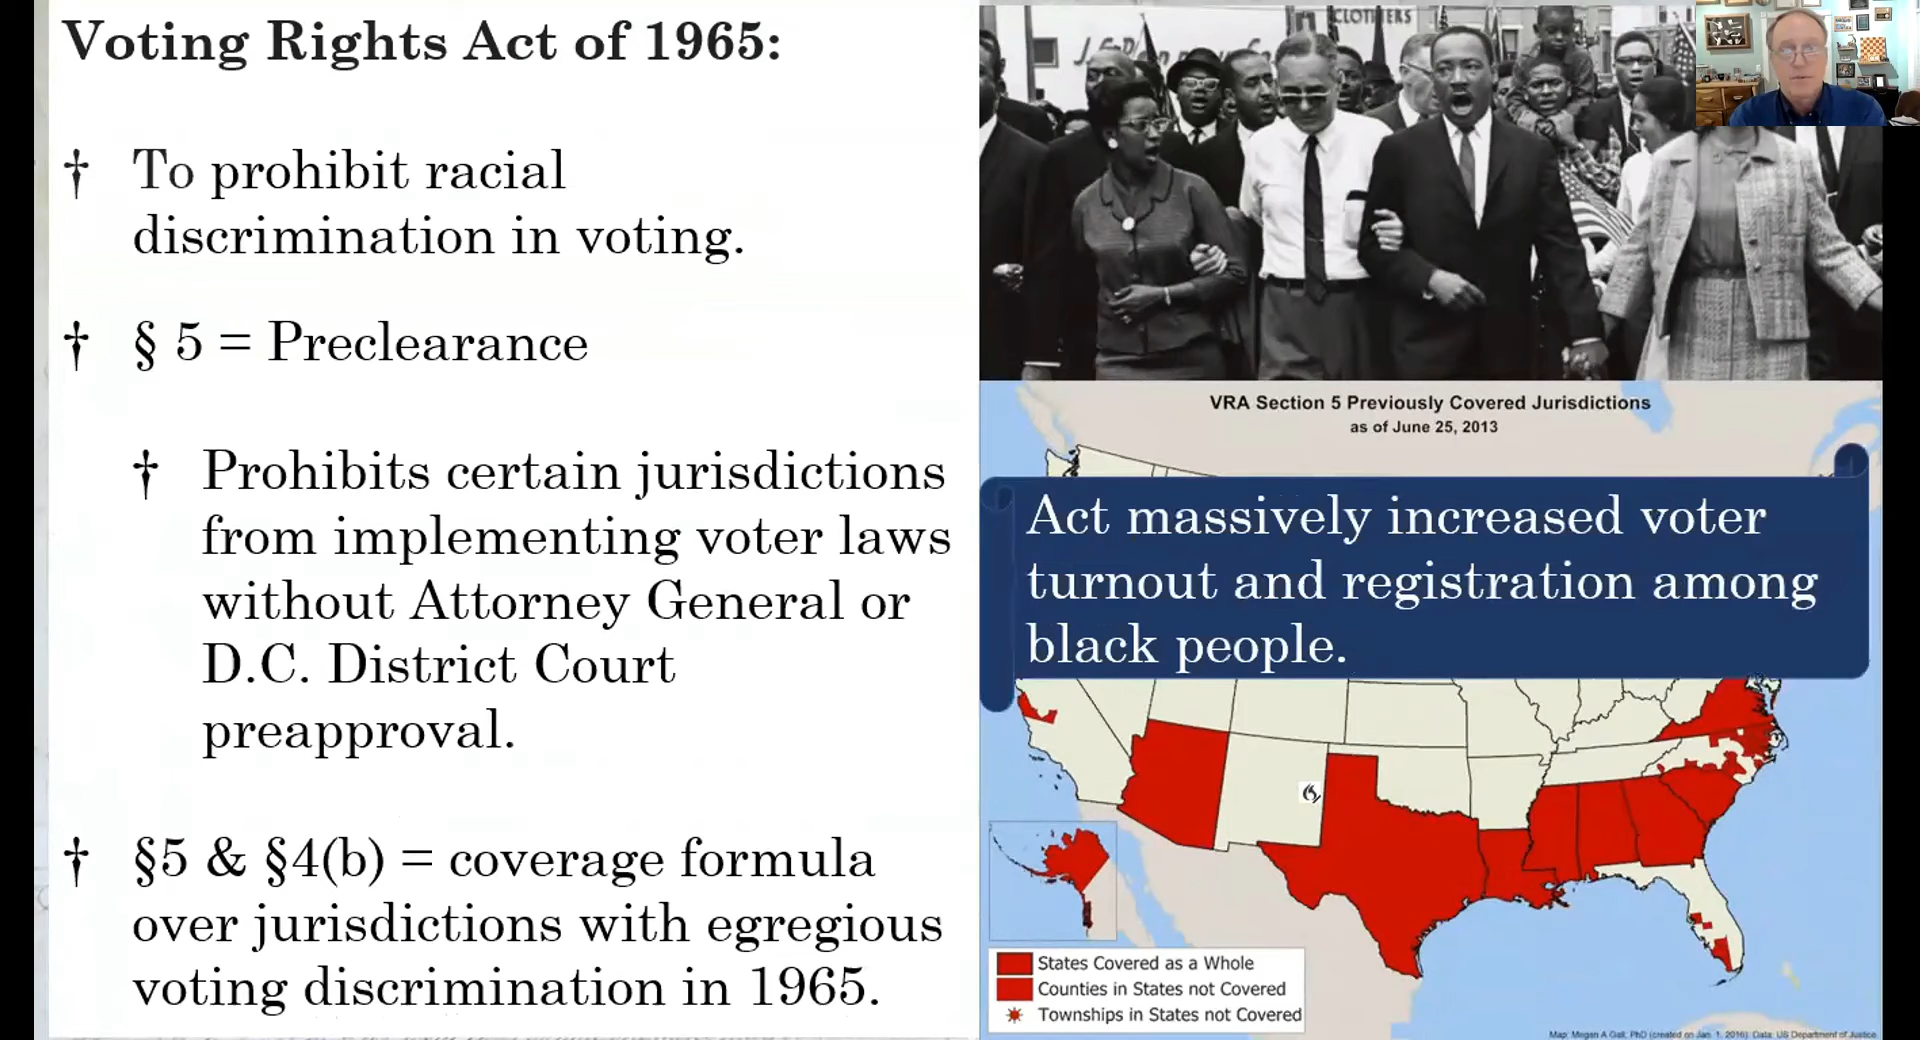 Voting Rights Act of 1965:
† To prohibit racial
discrimination in voting.
† § 5 = Preclearance
† Prohibits certain jurisdictions
from implementing voter laws
without Attorney General or
D.C. District Court
preapproval.
† §5 & §4(b) = coverage formula
over jurisdictions with egregious
voting discrimination in 1965.
CLOTHIERS
VRA Section 5 Previously Covered Jurisdictions
as of June 25, 2013
Act massively increased voter
turnout and registration among
black people.
States Covered as a Whole
Counties in States not Covered
Townships in States not Covered
Map: Megan A Gall, PhD (created on Jan. 1, 2016); Data: US Department of Justice